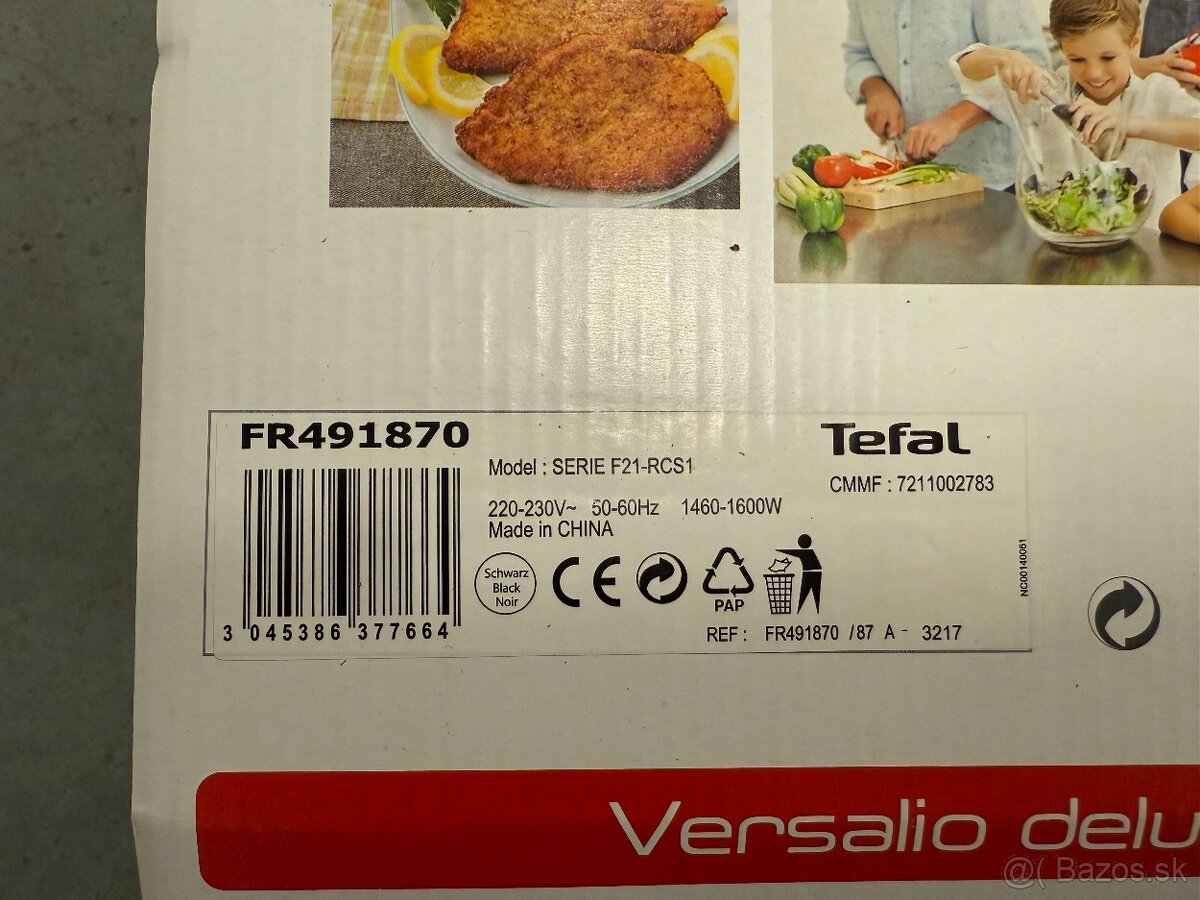 FR491870
Tefal
Model : SERIE F21-RCS1
CMMF : 7211002783
220-230V~ 50-60Hz 1460-1600W
Made in CHINA
Schwarz
Black
Noir
CE
PAP
NC00140061
3 045386 377664
REF : FR491870 /87 A - 3217
Versalio delu
@( Bazos.sk